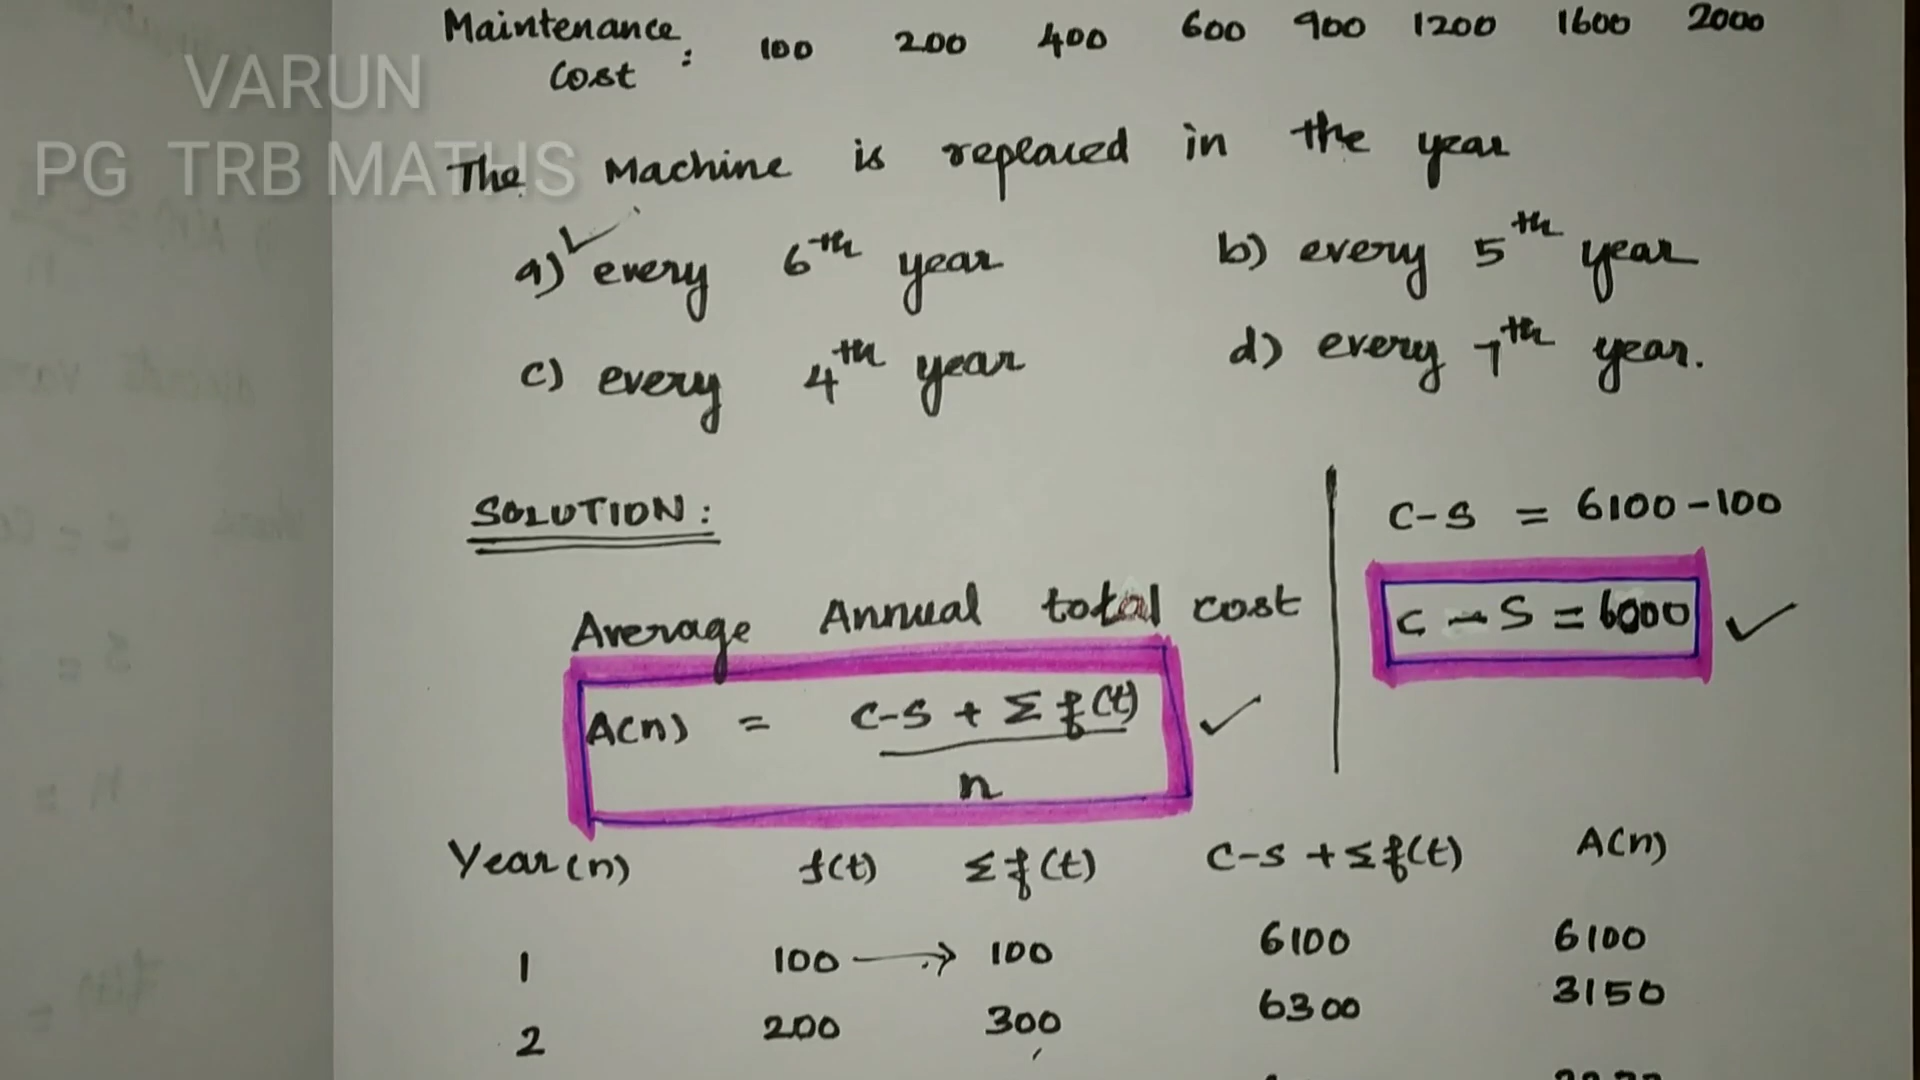 Maintenance cost : 100 200 400 600 900 1200 1600 2000
VARUN
PG TRB MATHS
The Machine is replaced in the year
a) ✓ every 6th year b) every 5th year
c) every 4th year d) every 7th year.
SOLUTION:
C-S = 6100-100
C-S = 6000 ✓
Average Annual total cost
A(n) = C-S + Σf(t) / n ✓
Year(n) f(t) Σf(t) C-S+Σf(t) A(n)
1 100 → 100 6100 6100
2 200 300 6300 3150